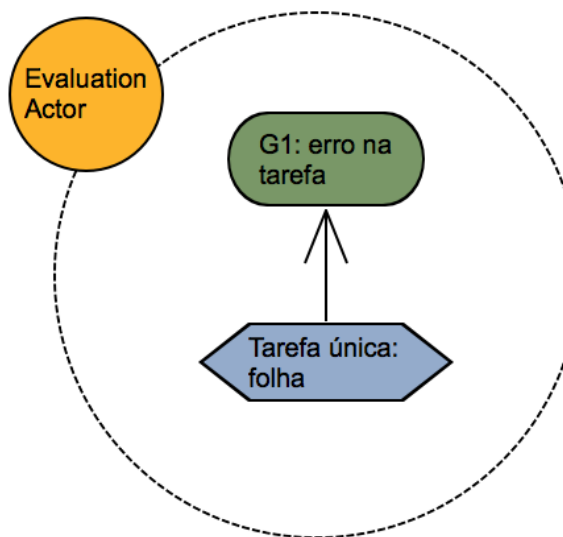 Evaluation
Actor
G1: erro na
tarefa
Tarefa única:
folha